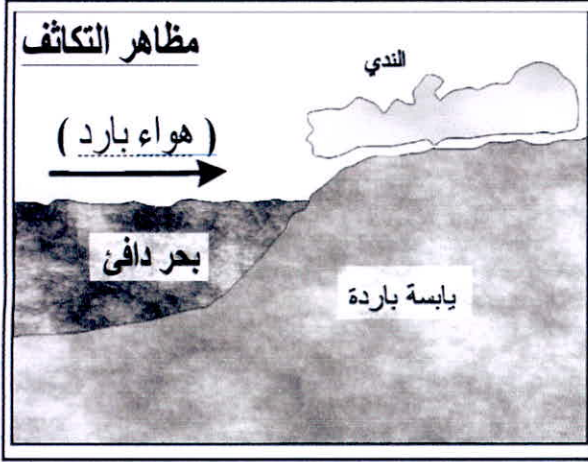 مظاهر التكاثف
الندي
( هواء بارد )
بحر دافئ
يابسة باردة